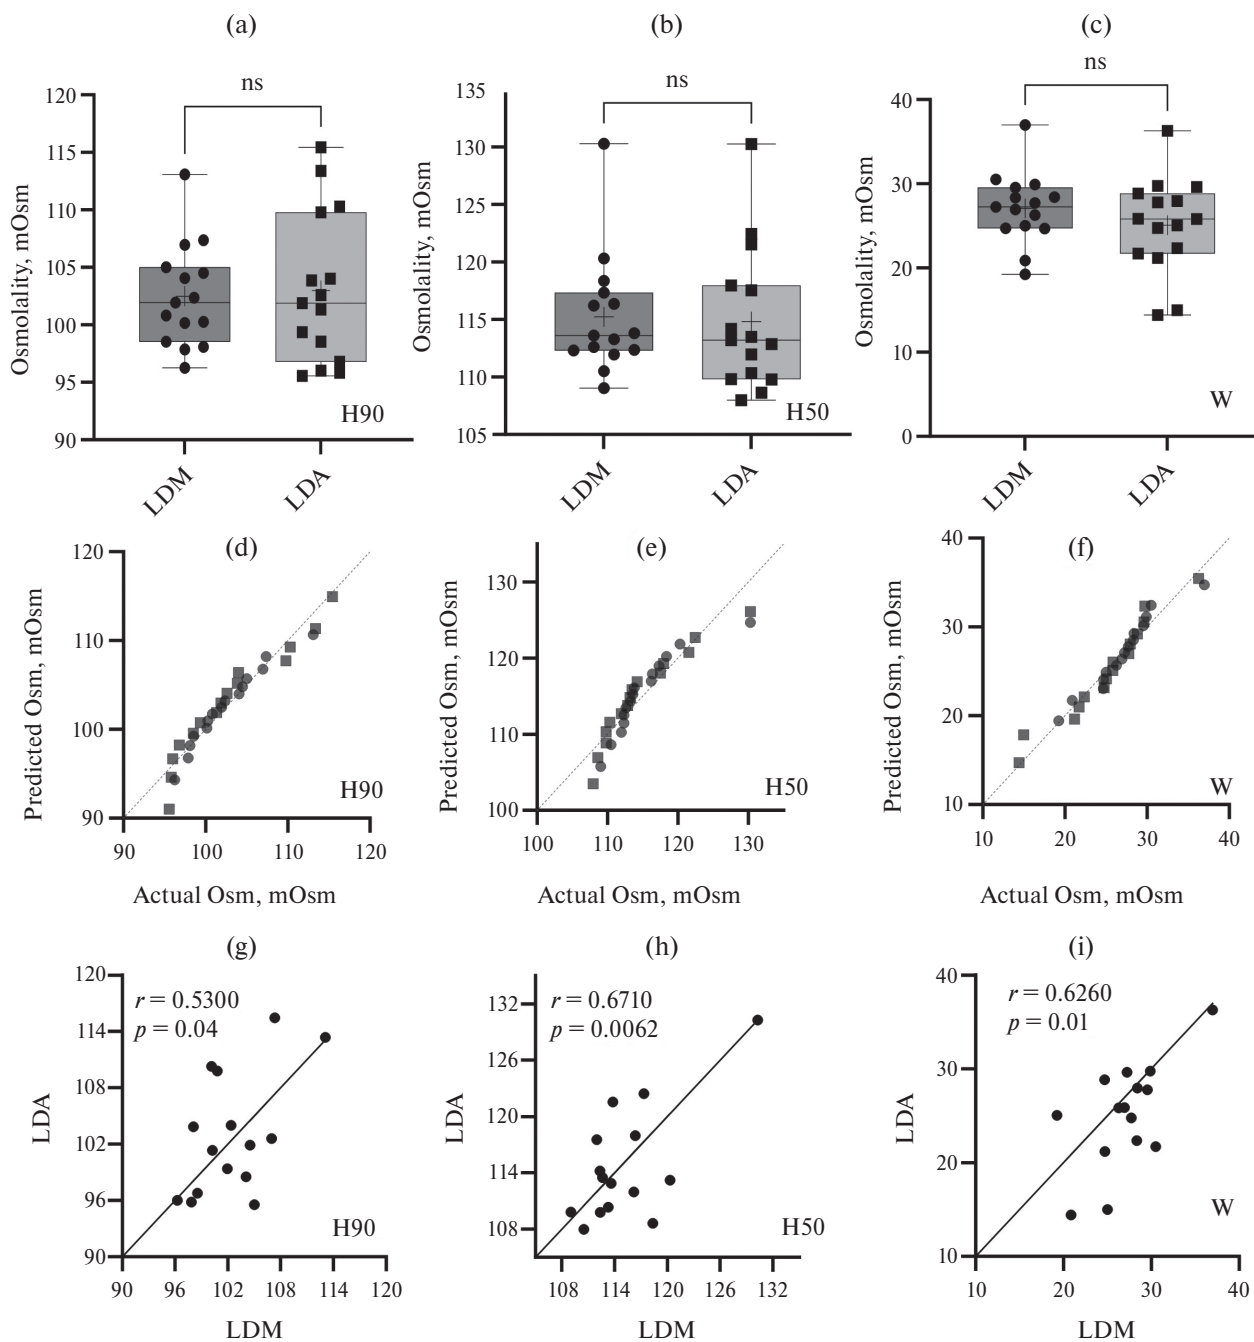 (a)
(b)
(c)
ns
ns
ns
Osmolality, mOsm
120
115
110
105
100
95
90
H90
LDM
LDA
Osmolality, mOsm
135
130
125
120
115
110
105
H50
LDM
LDA
Osmolality, mOsm
40
30
20
10
0
W
LDM
LDA
(d)
Predicted Osm, mOsm
120
110
100
90
H90
90 100 110 120
Actual Osm, mOsm
(e)
Predicted Osm, mOsm
130
120
110
100
H50
100 110 120 130
Actual Osm, mOsm
(f)
Predicted Osm, mOsm
40
30
20
10
W
10 20 30 40
Actual Osm, mOsm
(g)
LDA
120
114
108
102
96
90
r = 0.5300
p = 0.04
H90
90 96 102 108 114 120
LDM
(h)
LDA
132
126
120
114
108
r = 0.6710
p = 0.0062
H50
108 114 120 126 132
LDM
(i)
LDA
40
30
20
10
r = 0.6260
p = 0.01
W
10 20 30 40
LDM